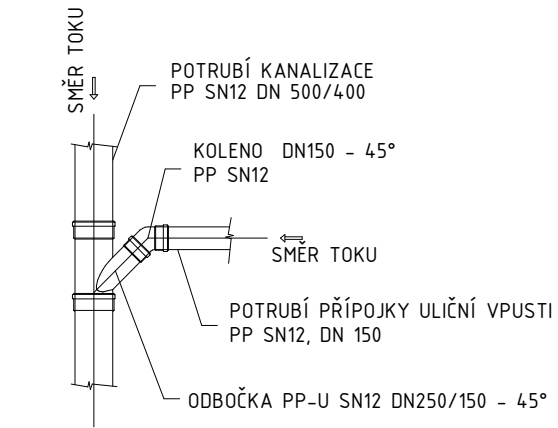 SMĚR TOKU
POTRUBÍ KANALIZACE
PP SN12 DN 500/400
KOLENO DN150 - 45°
PP SN12
SMĚR TOKU
POTRUBÍ PŘÍPOJKY ULIČNÍ VPUSTI
PP SN12, DN 150
ODBOČKA PP-U SN12 DN250/150 - 45°